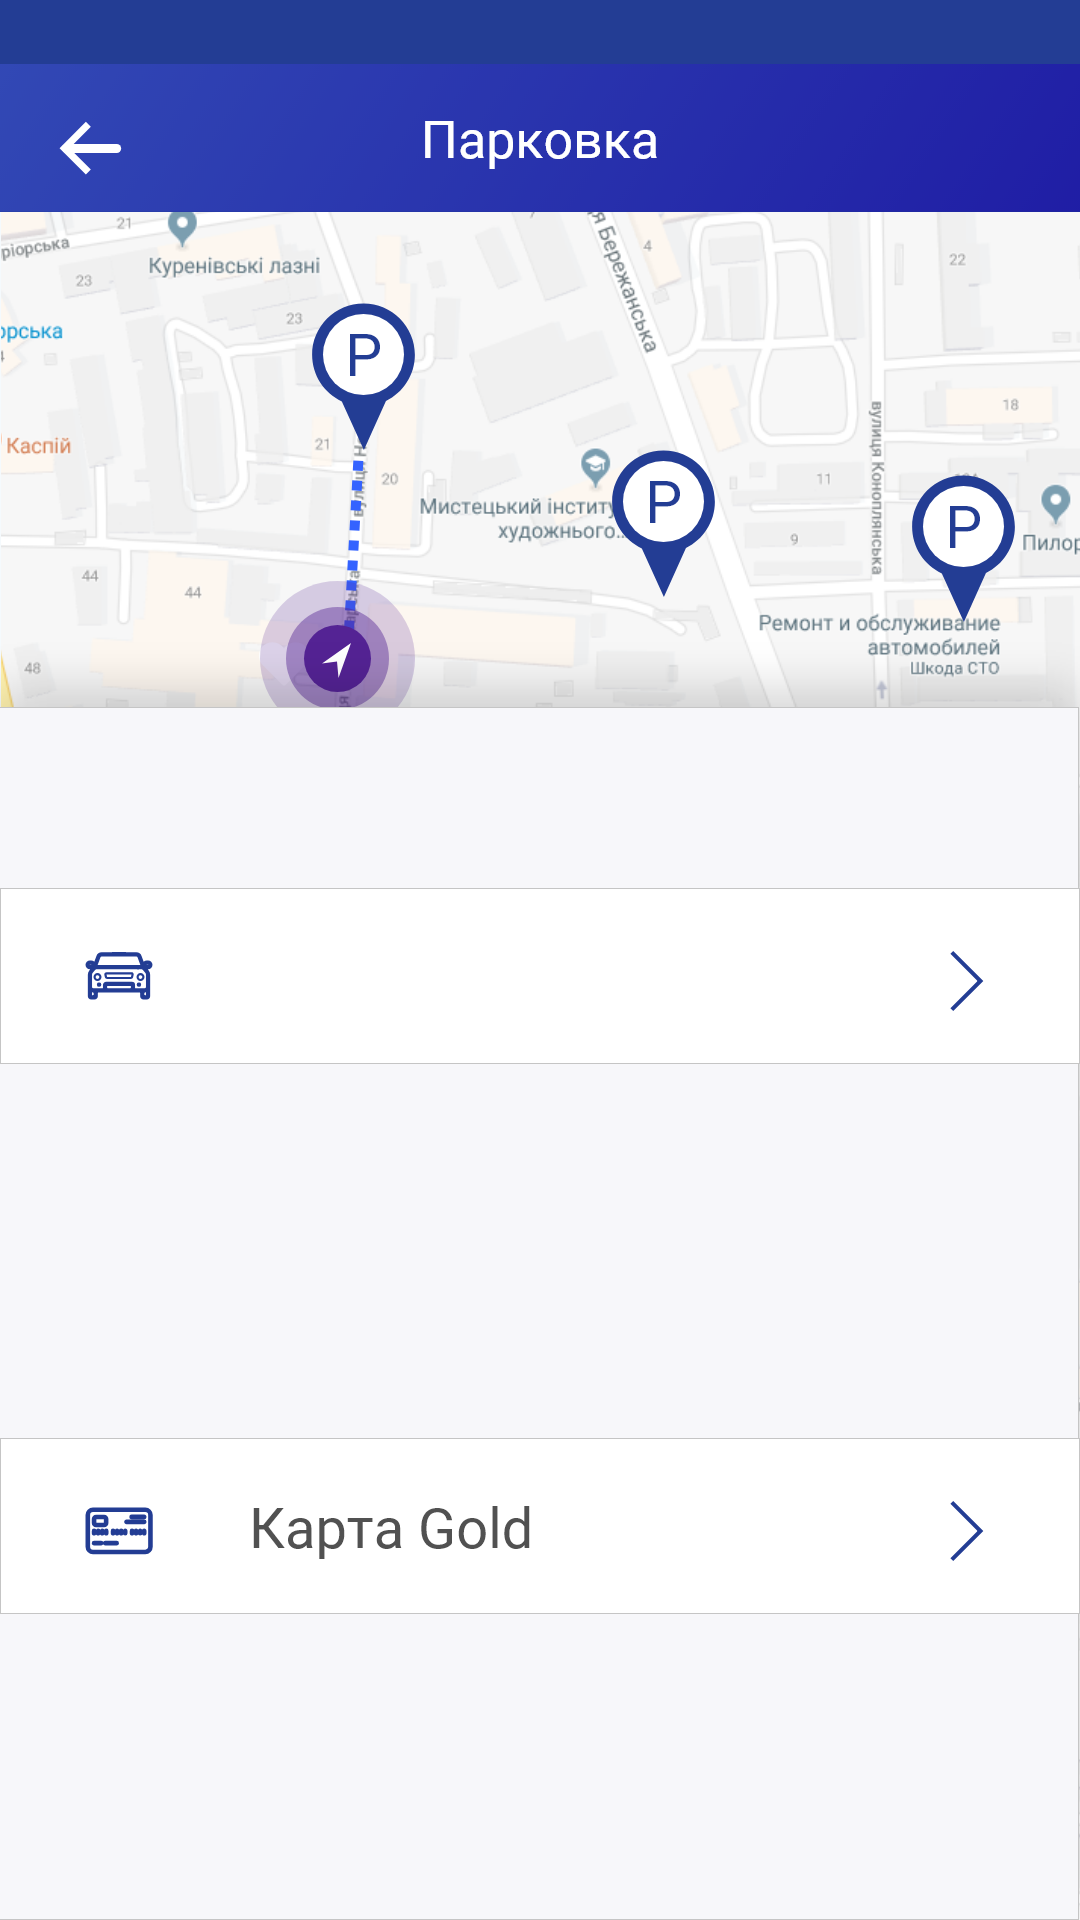 Парковка
21
ріорська
Куренівські лазні
я Бережанська
4
22
23
23
орська
4
P
18
Каспій
21
20
вулиця Коноплянська
11
Мистецький інститу
художнього...
P
9
P
Пилор
44
44
Ремонт и обслуживание
автомобилей
Шкода СТО
48
Карта Gold